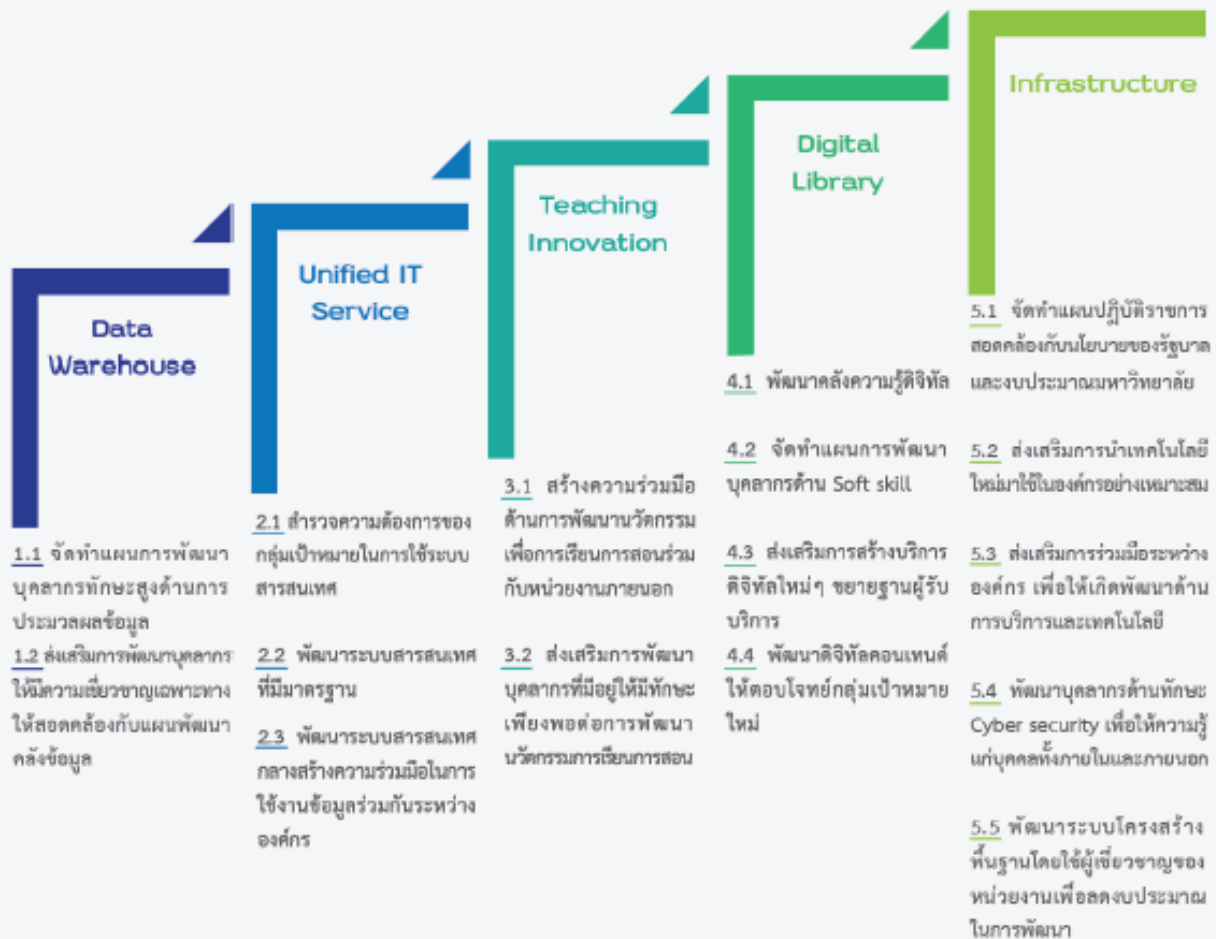 Data
Warehouse
1.1 จัดทำแผนการพัฒนา
บุคลากรทักษะสูงด้านการ
ประมวลผลข้อมูล
1.2 ส่งเสริมการพัฒนาบุคลากร
ให้มีความเชี่ยวชาญเฉพาะทาง
ให้สอดคล้องกับแผนพัฒนา
คลังข้อมูล
Unified IT
Service
2.1 สำรวจความต้องการของ
กลุ่มเป้าหมายในการใช้ระบบ
สารสนเทศ
2.2 พัฒนาระบบสารสนเทศ
ที่มีมาตรฐาน
2.3 พัฒนาระบบสารสนเทศ
กลางสร้างความร่วมมือในการ
ใช้งานข้อมูลร่วมกันระหว่าง
องค์กร
Teaching
Innovation
3.1 สร้างความร่วมมือ
ด้านการพัฒนานวัตกรรม
เพื่อการเรียนการสอนร่วม
กับหน่วยงานภายนอก
3.2 ส่งเสริมการพัฒนา
บุคลากรที่มีอยู่ให้มีทักษะ
เพียงพอต่อการพัฒนา
นวัตกรรมการเรียนการสอน
Digital
Library
4.1 พัฒนาคลังความรู้ดิจิทัล
4.2 จัดทำแผนการพัฒนา
บุคลากรด้าน Soft skill
4.3 ส่งเสริมการสร้างบริการ
ดิจิทัลใหม่ๆ ขยายฐานผู้รับ
บริการ
4.4 พัฒนาดิจิทัลคอนเทนต์
ให้ตอบโจทย์กลุ่มเป้าหมาย
ใหม่
Infrastructure
5.1 จัดทำแผนปฏิบัติราชการ
สอดคล้องกับนโยบายของรัฐบาล
และงบประมาณมหาวิทยาลัย
5.2 ส่งเสริมการนำเทคโนโลยี
ใหม่มาใช้ในองค์กรอย่างเหมาะสม
5.3 ส่งเสริมการร่วมมือระหว่าง
องค์กร เพื่อให้เกิดพัฒนาด้าน
การบริการและเทคโนโลยี
5.4 พัฒนาบุคลากรด้านทักษะ
Cyber security เพื่อให้ความรู้
แก่บุคคลทั้งภายในและภายนอก
5.5 พัฒนาระบบโครงสร้าง
พื้นฐานโดยใช้ผู้เชี่ยวชาญของ
หน่วยงานเพื่อลดงบประมาณ
ในการพัฒนา